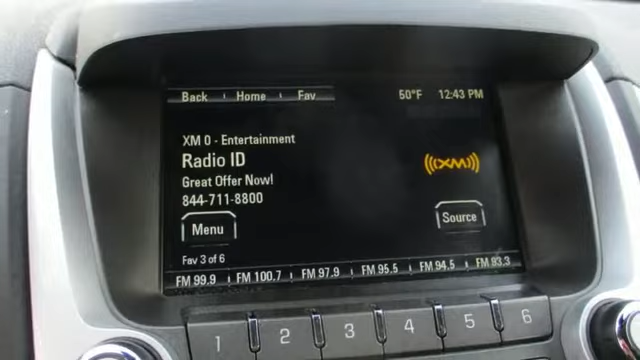 Back Home Fav 50°F 12:43 PM
XM 0 - Entertainment
Radio ID
((XM))
Great Offer Now!
844-711-8800
Menu
Source
Fav 3 of 6
FM 99.9 FM 100.7 FM 97.9 FM 95.5 FM 94.5 FM 93.3
1 2 3 4 5 6